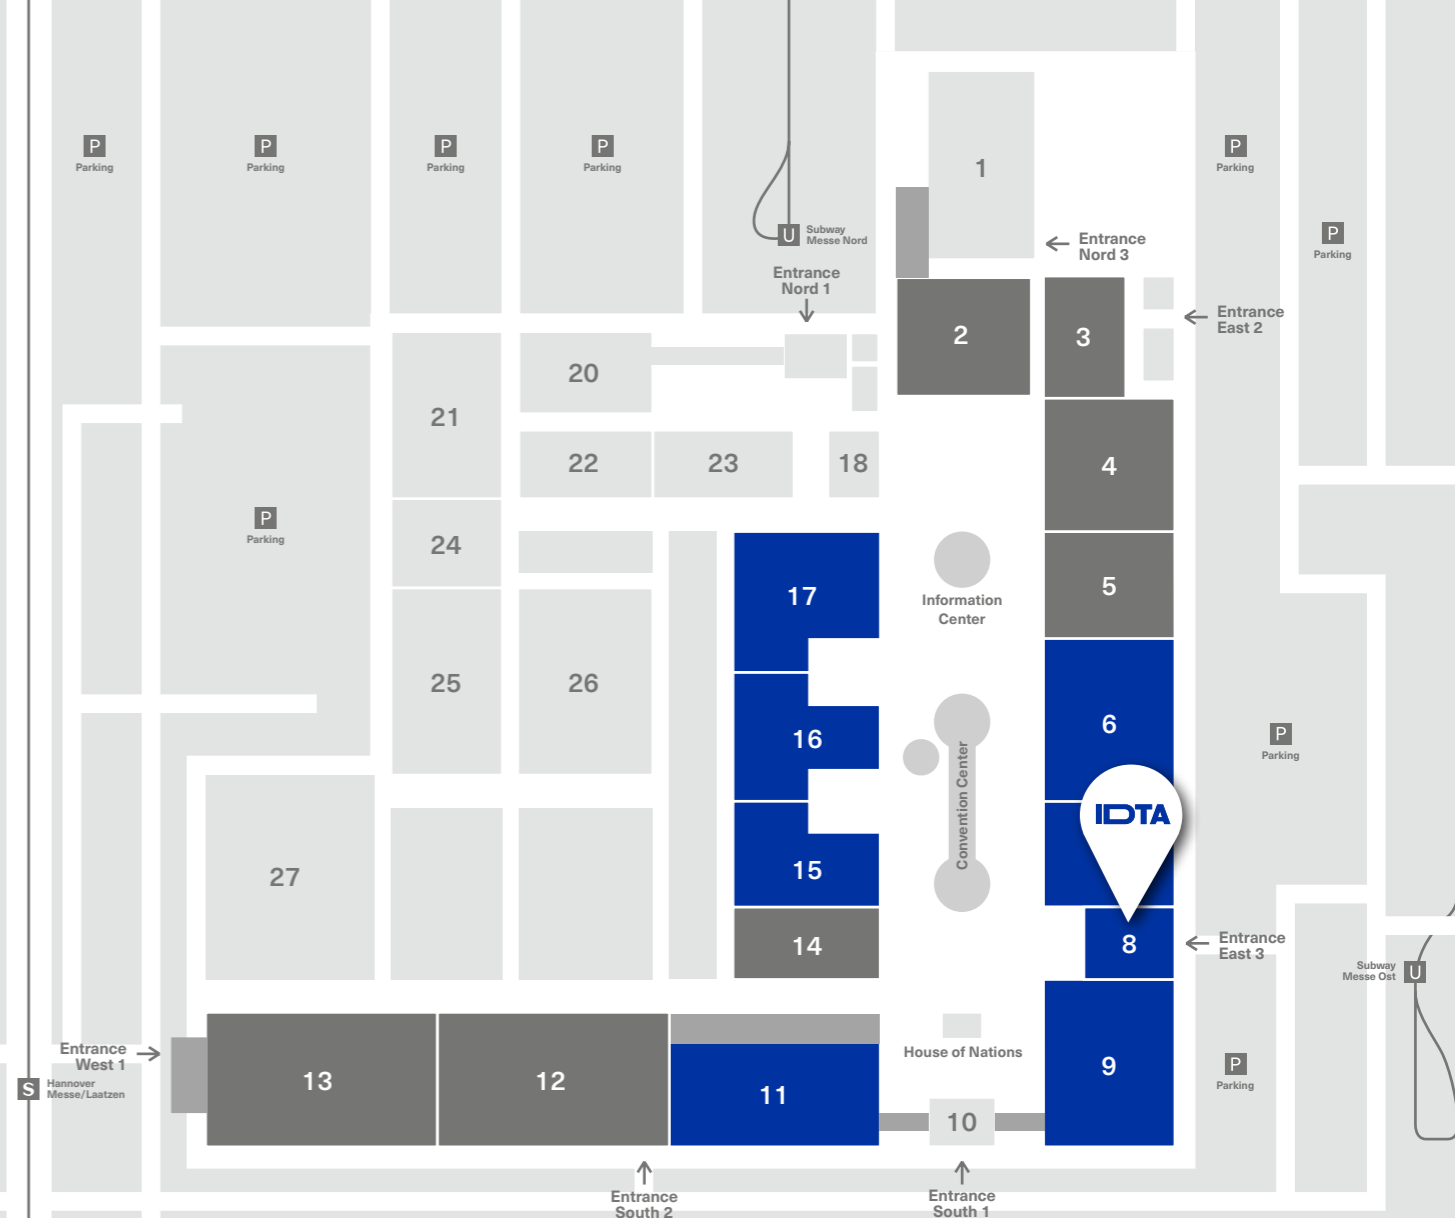 P
Parking
P
Parking
P
Parking
P
Parking
P
Parking
1
U
Subway
Messe Nord
Entrance
Nord 3
P
Parking
Entrance
Nord 1
Entrance
East 2
2
3
20
21
22
23
18
4
P
Parking
24
17
Information
Center
5
25
26
16
6
P
Parking
Convention Center
IDTA
15
27
14
8
Entrance
East 3
Subway
Messe Ost
U
Entrance
West 1
House of Nations
S
Hannover
Messe/Laatzen
13
12
11
10
9
P
Parking
Entrance
South 2
Entrance
South 1